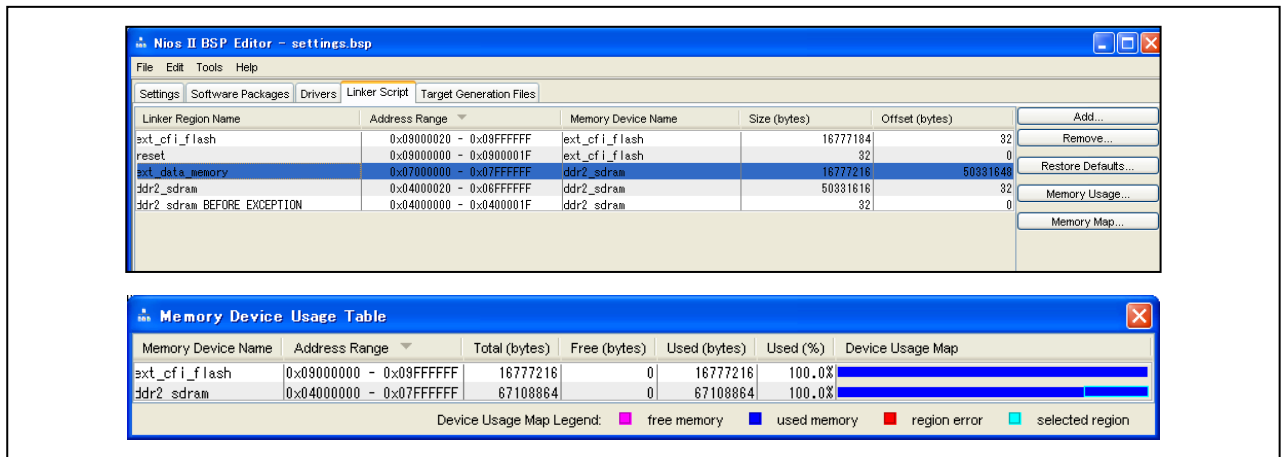 Nios II BSP Editor - settings.bsp
File Edit Tools Help
Settings Software Packages Drivers Linker Script Target Generation Files
Linker Region Name Address Range Memory Device Name Size (bytes) Offset (bytes) Add...
ext_cfi_flash 0x09000020 - 0x09FFFFFF ext_cfi_flash 16777184 32 Remove...
reset 0x09000000 - 0x0900001F ext_cfi_flash 32 0
ext_data_memory 0x07000000 - 0x07FFFFFF ddr2_sdram 16777216 50331648 Restore Defaults...
ddr2_sdram 0x04000020 - 0x06FFFFFF ddr2_sdram 50331616 32 Memory Usage...
ddr2_sdram BEFORE EXCEPTION 0x04000000 - 0x0400001F ddr2_sdram 32 0
Memory Map...
Memory Device Usage Table
Memory Device Name Address Range Total (bytes) Free (bytes) Used (bytes) Used (%) Device Usage Map
ext_cfi_flash 0x09000000 - 0x09FFFFFF 16777216 0 16777216 100.0%
ddr2_sdram 0x04000000 - 0x07FFFFFF 67108864 0 67108864 100.0%
Device Usage Map Legend: free memory used memory region error selected region